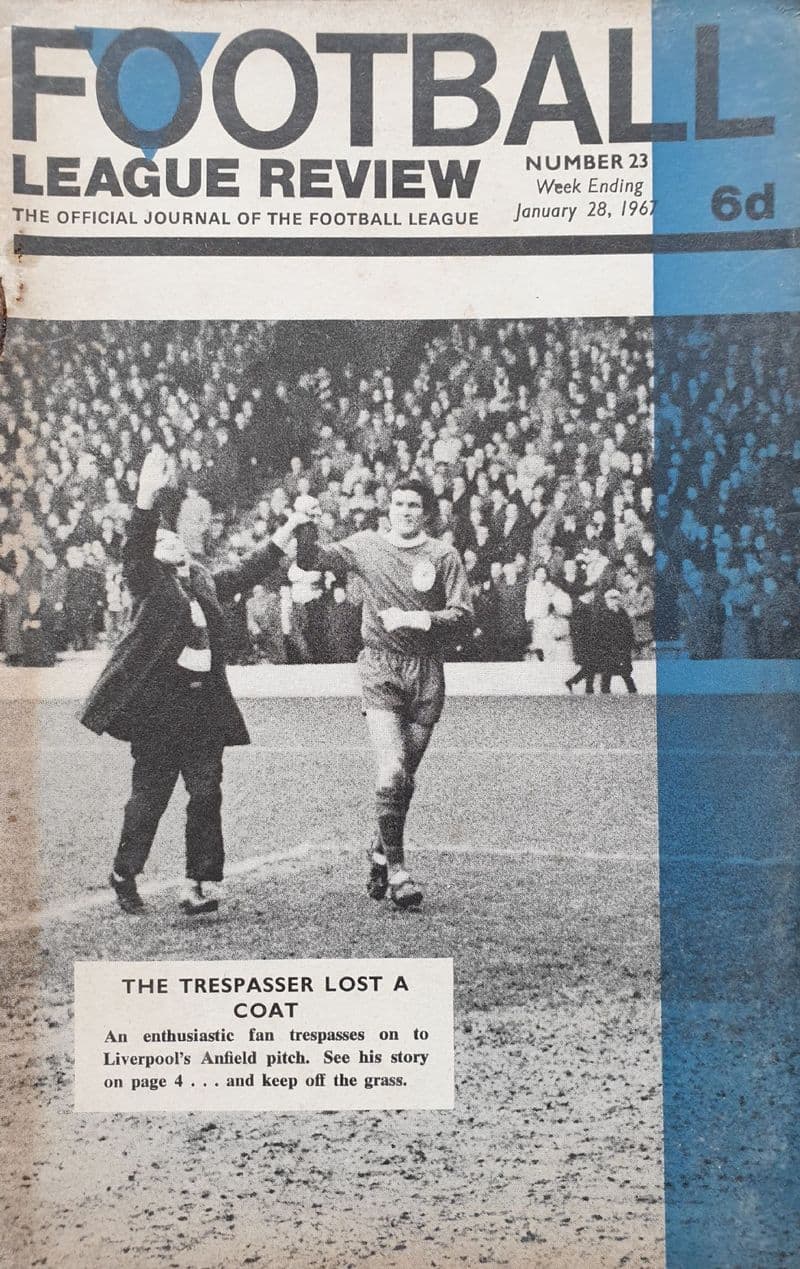 FOOTBALL
LEAGUE REVIEW
THE OFFICIAL JOURNAL OF THE FOOTBALL LEAGUE
NUMBER 23
Week Ending
January 28, 1967
6d
THE TRESPASSER LOST A
COAT
An enthusiastic fan trespasses on to
Liverpool's Anfield pitch. See his story
on page 4 . . . and keep off the grass.